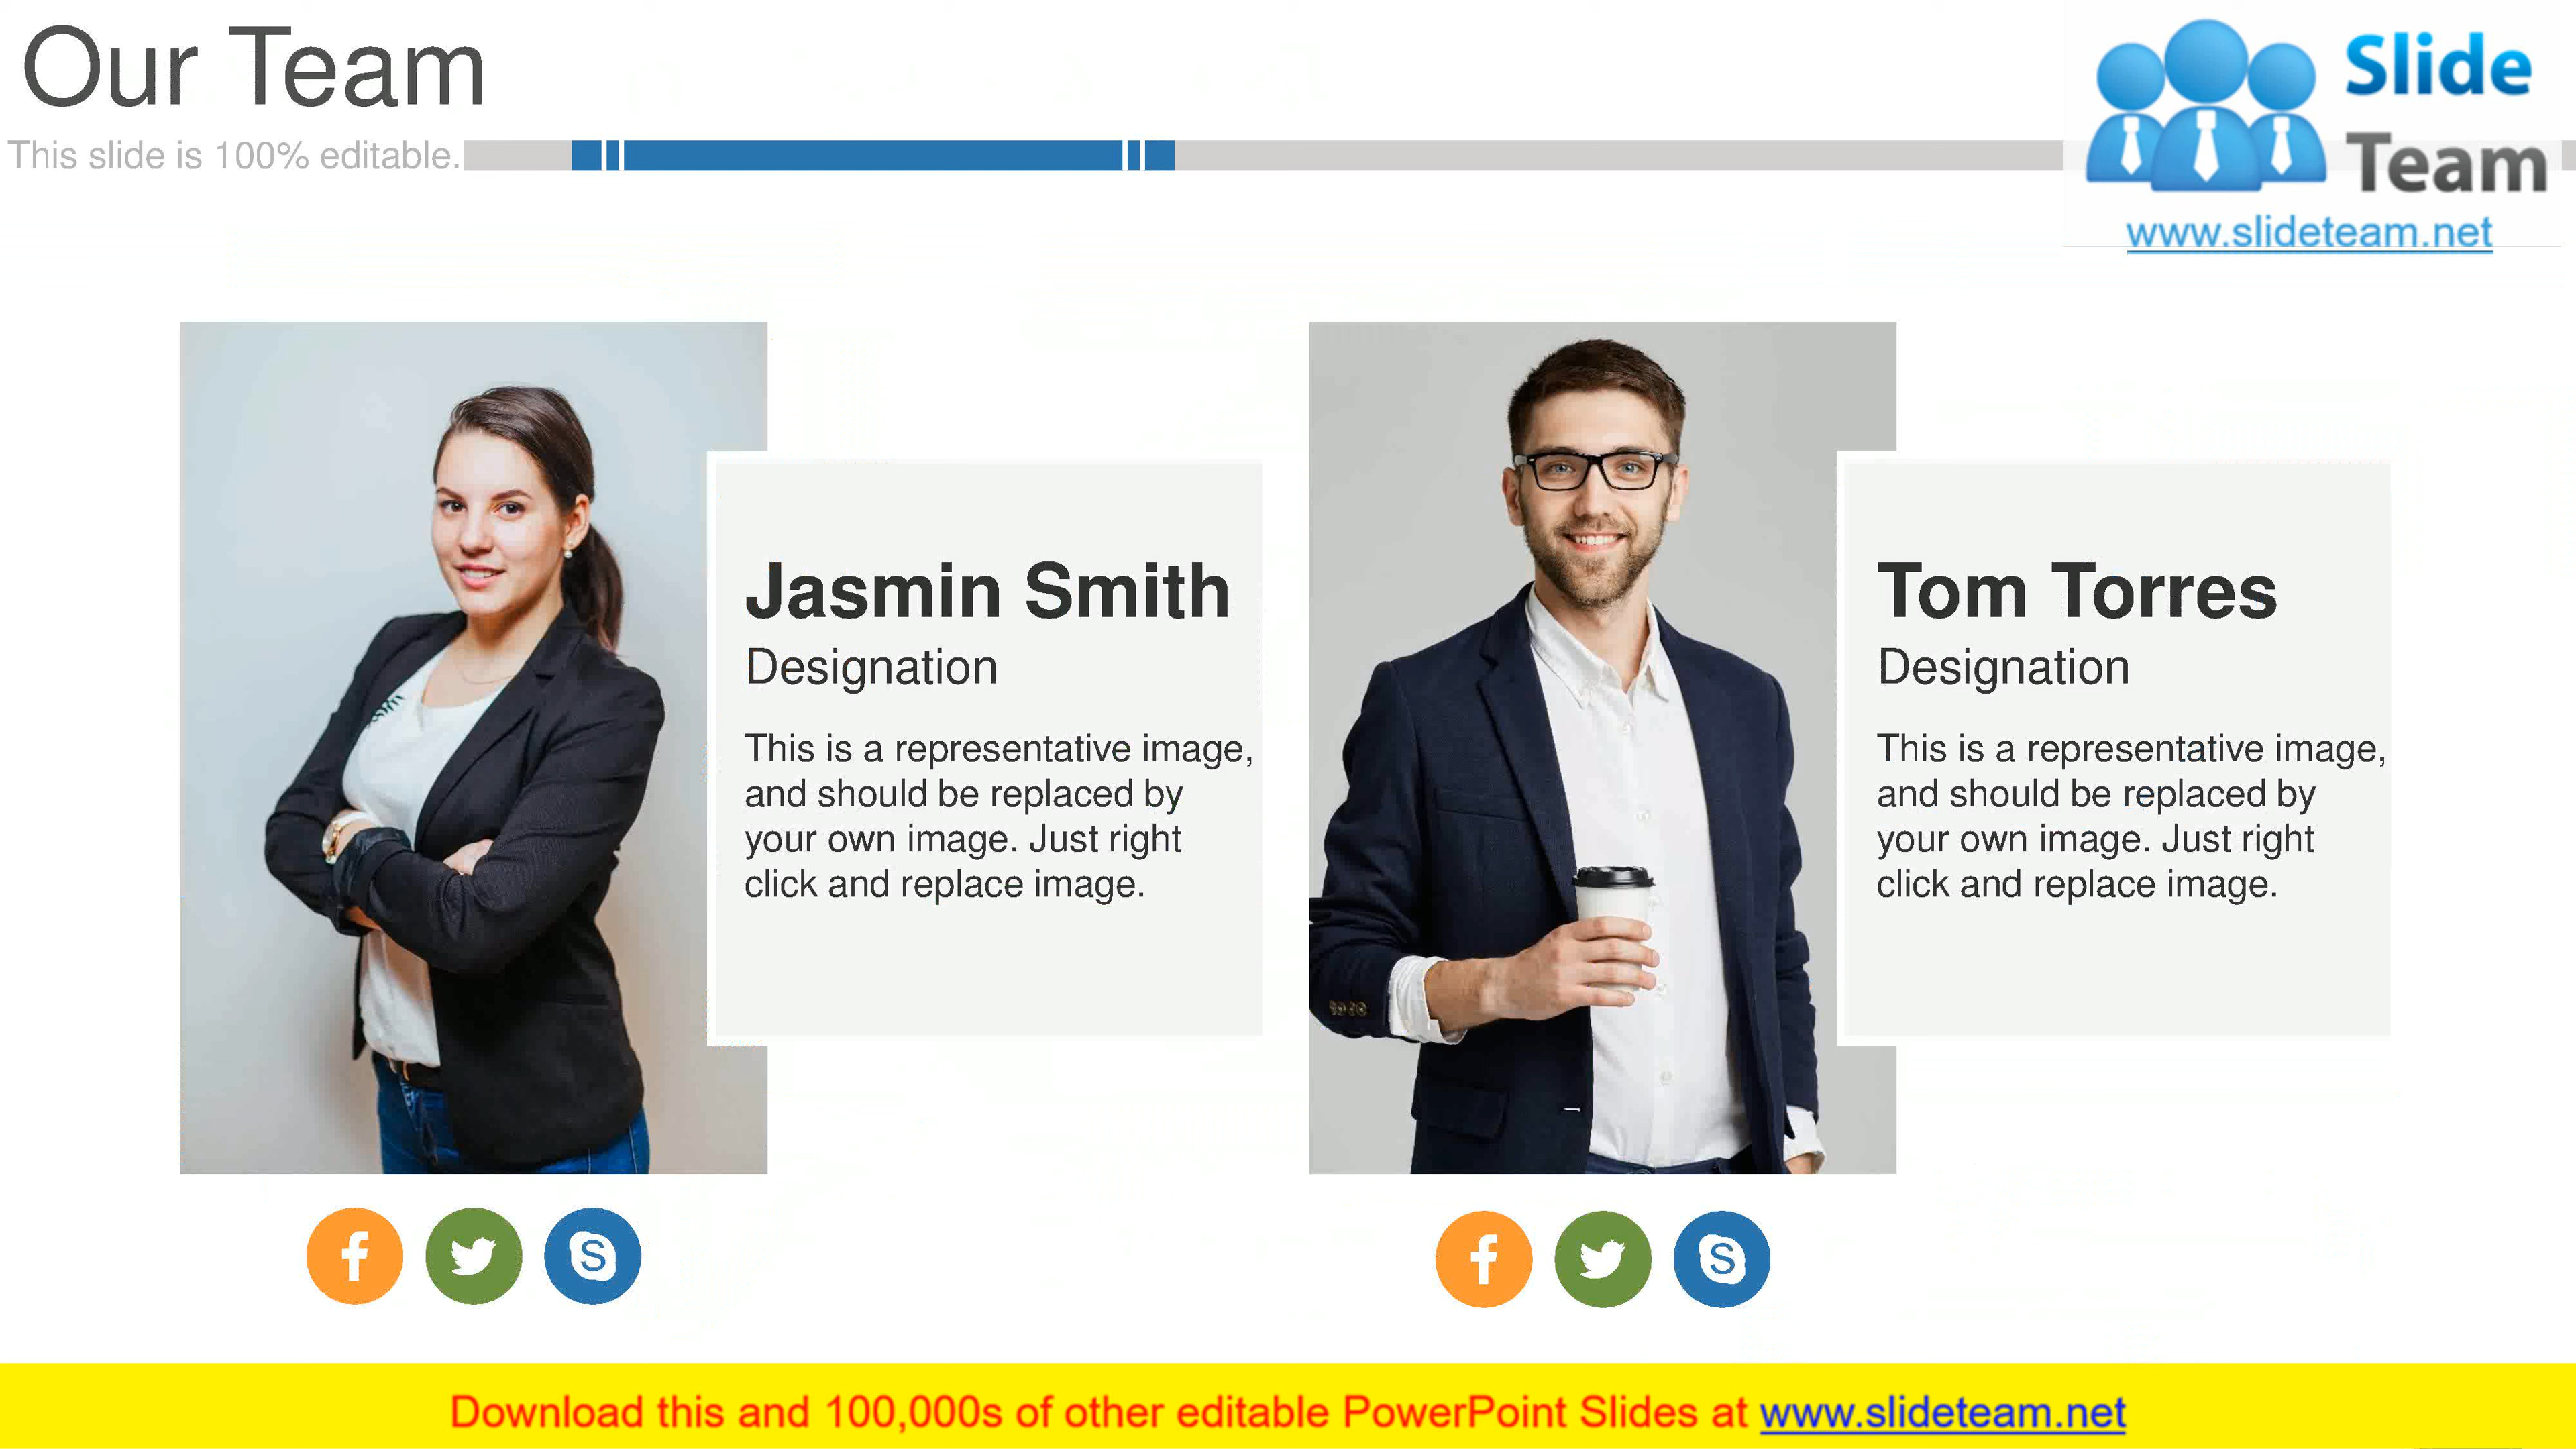 Our Team
This slide is 100% editable.
Slide
Team
www.slideteam.net
Jasmin Smith
Designation
This is a representative image,
and should be replaced by
your own image. Just right
click and replace image.
Tom Torres
Designation
This is a representative image,
and should be replaced by
your own image. Just right
click and replace image.
Download this and 100,000s of other editable PowerPoint Slides at www.slideteam.net